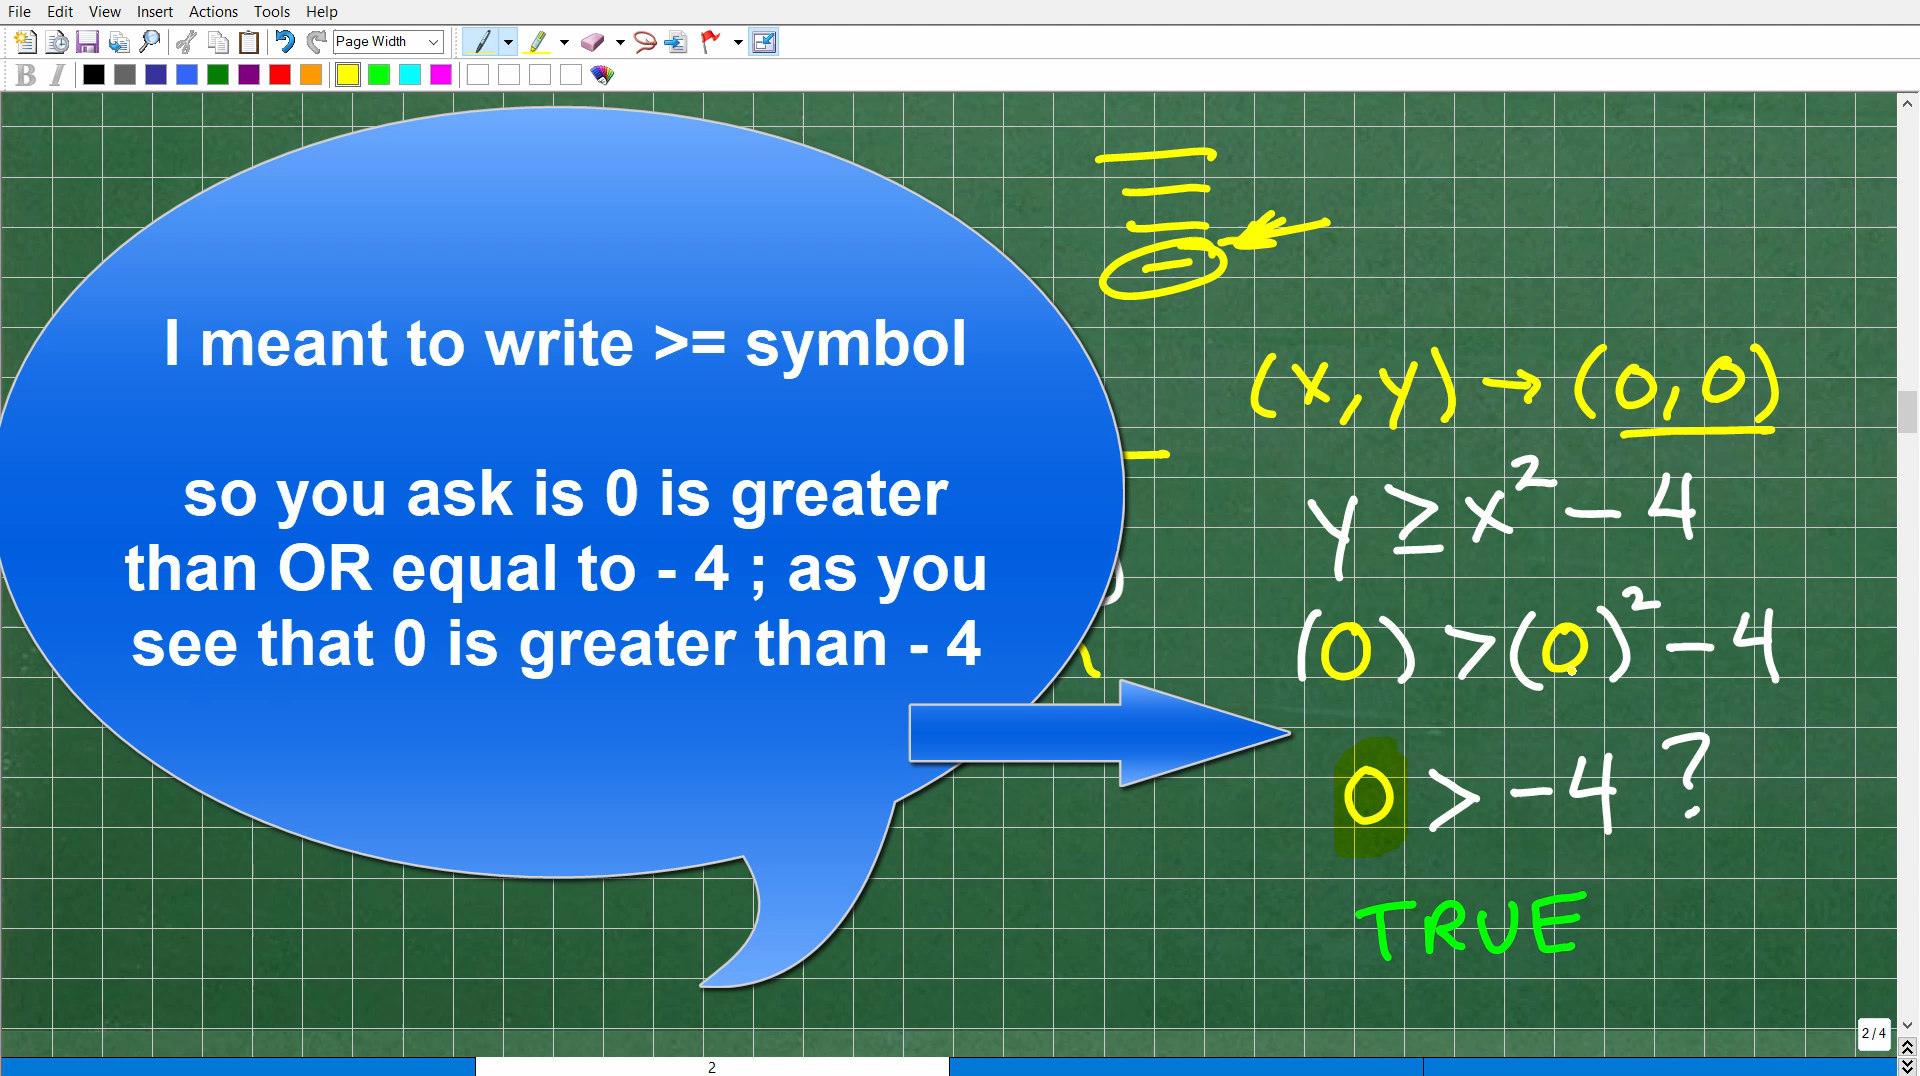 File Edit View Insert Actions Tools Help
Page Width
B I
I meant to write >= symbol
so you ask is 0 is greater
than OR equal to - 4 ; as you
see that 0 is greater than - 4
(x,y) → (0,0)
y ≥ x² - 4
(0) > (0)² - 4
0 > -4 ?
TRUE
2 / 4
2